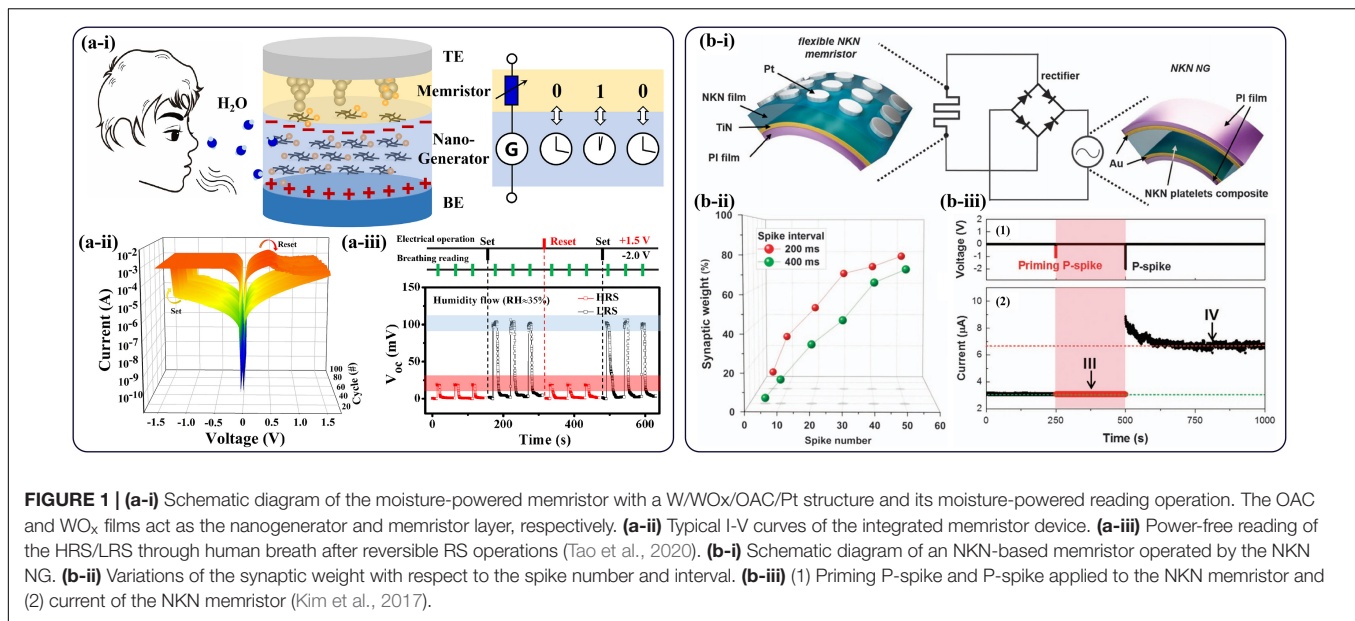 (a-i)
H₂O
TE
Memristor
Nano-
Generator
BE
0 1 0
G
(a-ii)
Current (A)
10⁻²
10⁻³
10⁻⁴
10⁻⁵
10⁻⁶
10⁻⁷
10⁻⁸
10⁻⁹
10⁻¹⁰
Reset
Set
100
80
60
40
20
Cycle (#)
-1.5 -1.0 -0.5 0 0.5 1.0 1.5
Voltage (V)
(a-iii)
Electrical operation
Breathing reading
Set
Reset
Set
+1.5 V
-2.0 V
Humidity flow (RH≈35%)
HRS
LRS
Voc (mV)
150
100
50
0
0 200 400 600
Time (s)
(b-i)
flexible NKN
memristor
Pt
NKN film
TiN
PI film
rectifier
NKN NG
PI film
Au
NKN platelets composite
(b-ii)
Spike interval
200 ms
400 ms
Synaptic weight (%)
100
80
60
40
20
0
0 10 20 30 40 50 60
Spike number
(b-iii)
(1)
Voltage (V)
2
1
0
-1
-2
Priming P-spike
P-spike
(2)
Current (μA)
10
8
6
4
2
III
IV
0 250 500 750 1000
Time (s)
FIGURE 1 | (a-i) Schematic diagram of the moisture-powered memristor with a W/WOx/OAC/Pt structure and its moisture-powered reading operation. The OAC
and WOₓ films act as the nanogenerator and memristor layer, respectively. (a-ii) Typical I-V curves of the integrated memristor device. (a-iii) Power-free reading of
the HRS/LRS through human breath after reversible RS operations (Tao et al., 2020). (b-i) Schematic diagram of an NKN-based memristor operated by the NKN
NG. (b-ii) Variations of the synaptic weight with respect to the spike number and interval. (b-iii) (1) Priming P-spike and P-spike applied to the NKN memristor and
(2) current of the NKN memristor (Kim et al., 2017).